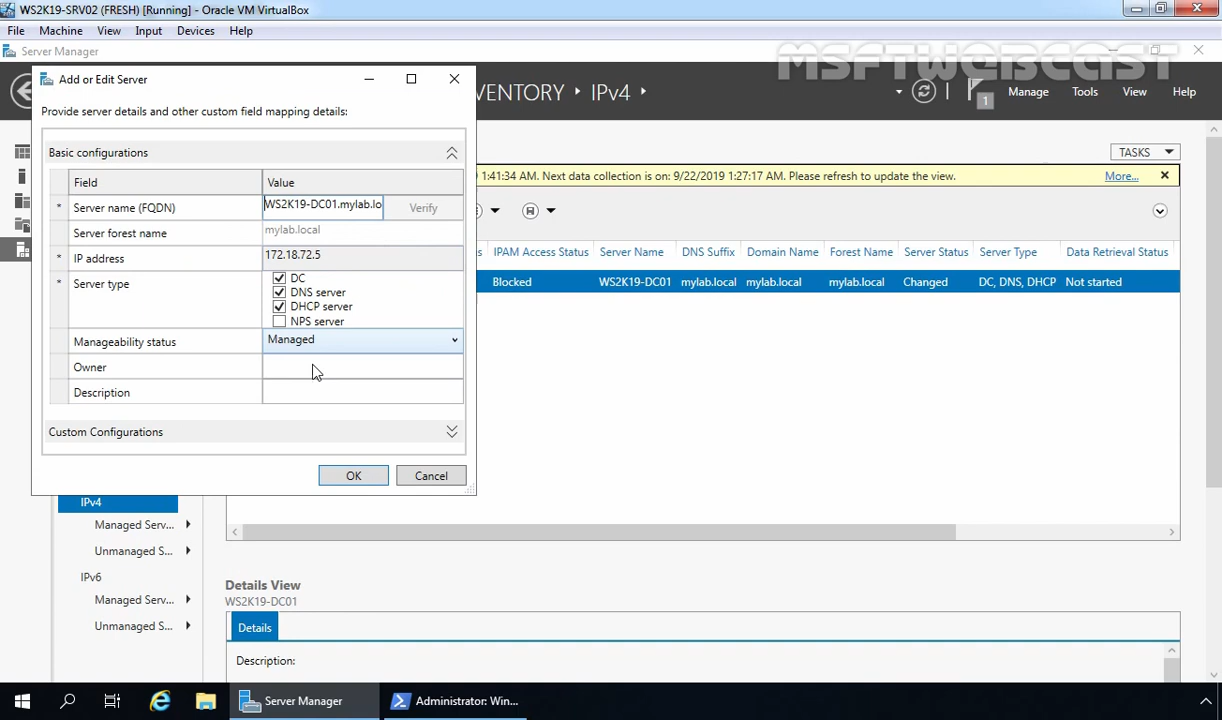 WS2K19-SRV02 (FRESH) [Running] - Oracle VM VirtualBox
File Machine View Input Devices Help
Server Manager
MSFTWEBCAST
Add or Edit Server
VENTORY IPv4
1 Manage Tools View Help
Provide server details and other custom field mapping details:
Basic configurations
TASKS
1:41:34 AM. Next data collection is on: 9/22/2019 1:27:17 AM. Please refresh to update the view. More...
Field Value
* Server name (FQDN) WS2K19-DC01.mylab.lo Verify
Server forest name mylab.local
* IP address 172.18.72.5
* Server type DC
DNS server
DHCP server
NPS server
Manageability status Managed
Owner
Description
Custom Configurations
OK Cancel
IPAM Access Status Server Name DNS Suffix Domain Name Forest Name Server Status Server Type Data Retrieval Status
Blocked WS2K19-DC01 mylab.local mylab.local mylab.local Changed DC, DNS, DHCP Not started
IPv4
Managed Serv...
Unmanaged S...
IPv6
Managed Serv...
Unmanaged S...
Details View
WS2K19-DC01
Details
Description:
Server Manager Administrator: Win...